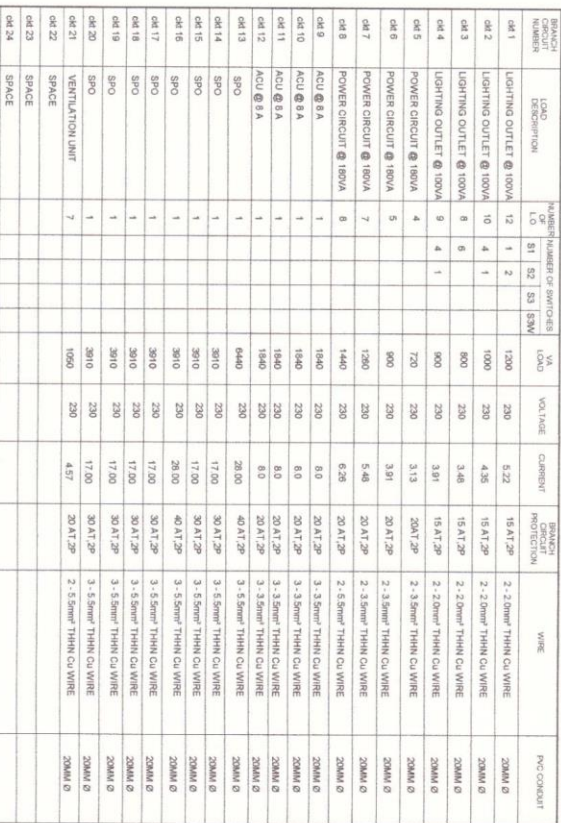 BRANCH CIRCUIT NUMBER LOAD DESCRIPTION NUMBER OF L.O NUMBER OF SWITCHES S1 S2 S3 S3W VA LOAD VOLTAGE CURRENT BRANCH CIRCUIT PROTECTION WIRE PVC CONDUIT
ckt 1 LIGHTING OUTLET @ 100VA 12 1 2 1200 230 5.22 15 AT,2P 2 - 2.0mm² THHN Cu WIRE 20MM Ø
ckt 2 LIGHTING OUTLET @ 100VA 10 4 1 1000 230 4.35 15 AT,2P 2 - 2.0mm² THHN Cu WIRE 20MM Ø
ckt 3 LIGHTING OUTLET @ 100VA 8 6 800 230 3.48 15 AT,2P 2 - 2.0mm² THHN Cu WIRE 20MM Ø
ckt 4 LIGHTING OUTLET @ 100VA 9 4 1 900 230 3.91 15 AT,2P 2 - 2.0mm² THHN Cu WIRE 20MM Ø
ckt 5 POWER CIRCUIT @ 180VA 4 720 230 3.13 20AT,2P 2 - 3.5mm² THHN Cu WIRE 20MM Ø
ckt 6 POWER CIRCUIT @ 180VA 5 900 230 3.91 20 AT,2P 2 - 3.5mm² THHN Cu WIRE 20MM Ø
ckt 7 POWER CIRCUIT @ 180VA 7 1260 230 5.48 20 AT,2P 2 - 3.5mm² THHN Cu WIRE 20MM Ø
ckt 8 POWER CIRCUIT @ 180VA 8 1440 230 6.26 20 AT,2P 2 - 5.5mm² THHN Cu WIRE 20MM Ø
ckt 9 ACU @ 8 A 1 1840 230 8.0 20 AT,2P 3 - 3.5mm² THHN Cu WIRE 20MM Ø
ckt 10 ACU @ 8 A 1 1840 230 8.0 20 AT,2P 3 - 3.5mm² THHN Cu WIRE 20MM Ø
ckt 11 ACU @ 8 A 1 1840 230 8.0 20 AT,2P 3 - 3.5mm² THHN Cu WIRE 20MM Ø
ckt 12 ACU @ 8 A 1 1840 230 8.0 20 AT,2P 3 - 3.5mm² THHN Cu WIRE 20MM Ø
ckt 13 SPO 1 6440 230 28.00 40 AT,2P 3 - 5.5mm² THHN Cu WIRE 20MM Ø
ckt 14 SPO 1 3910 230 17.00 30 AT,2P 3 - 5.5mm² THHN Cu WIRE 20MM Ø
ckt 15 SPO 1 3910 230 17.00 30 AT,2P 3 - 5.5mm² THHN Cu WIRE 20MM Ø
ckt 16 SPO 1 3910 230 28.00 40 AT,2P 3 - 5.5mm² THHN Cu WIRE 20MM Ø
ckt 17 SPO 1 3910 230 17.00 30 AT,2P 3 - 5.5mm² THHN Cu WIRE 20MM Ø
ckt 18 SPO 1 3910 230 17.00 30 AT,2P 3 - 5.5mm² THHN Cu WIRE 20MM Ø
ckt 19 SPO 1 3910 230 17.00 30 AT,2P 3 - 5.5mm² THHN Cu WIRE 20MM Ø
ckt 20 SPO 1 3910 230 17.00 30 AT,2P 3 - 5.5mm² THHN Cu WIRE 20MM Ø
ckt 21 VENTILATION UNIT 7 1050 230 4.57 20 AT,2P 2 - 5.5mm² THHN Cu WIRE 20MM Ø
ckt 22 SPACE
ckt 23 SPACE
ckt 24 SPACE